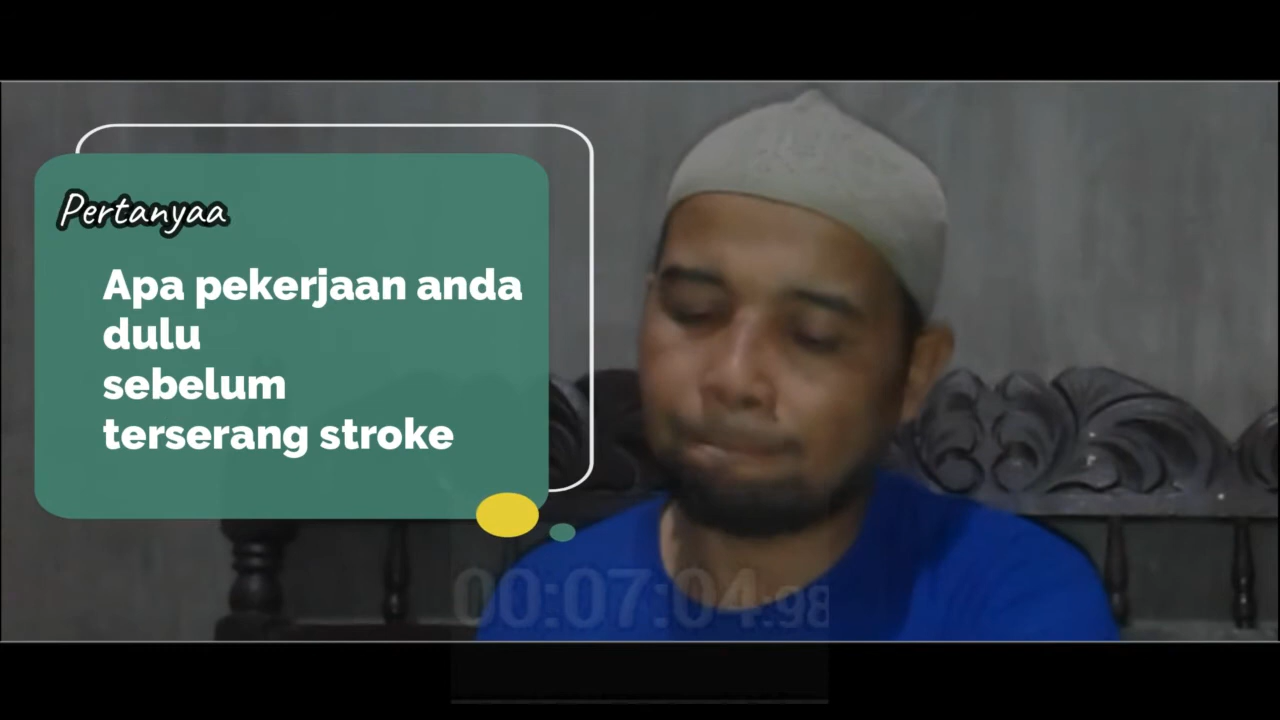 Pertanyaa
Apa pekerjaan anda
dulu
sebelum
terserang stroke
00:07:04:98